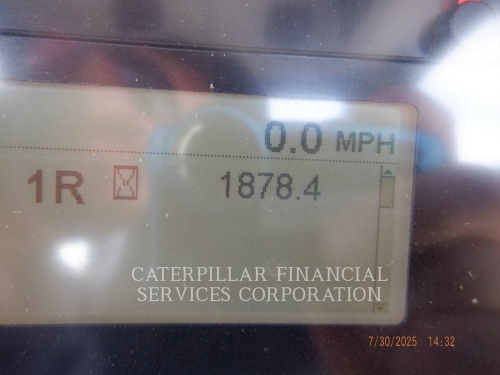 0.0 MPH
1R 1878.4
CATERPILLAR FINANCIAL
SERVICES CORPORATION
7/30/2025 14:32